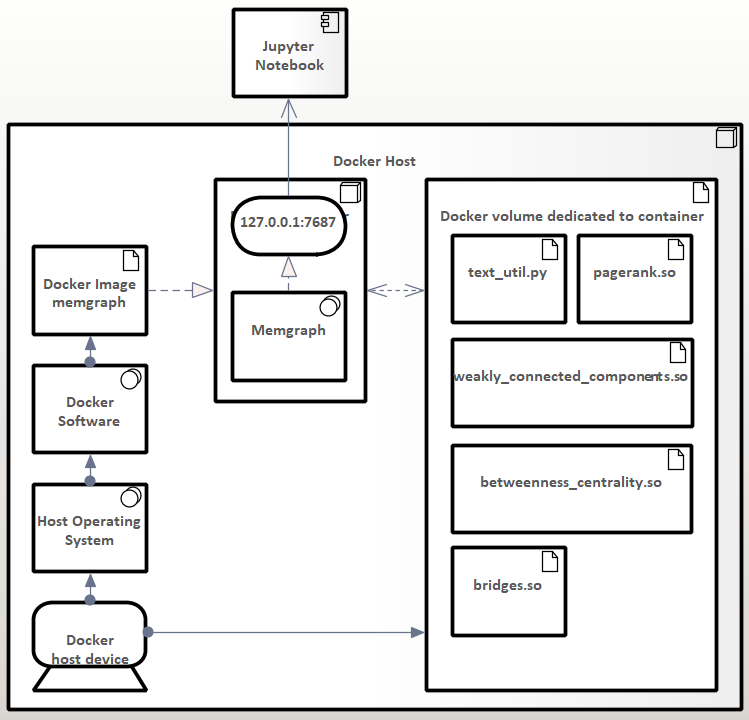 Jupyter
Notebook
Docker Host
127.0.0.1:7687
Docker volume dedicated to container
text_util.py
pagerank.so
Docker Image
memgraph
Memgraph
weakly_connected_components.so
Docker
Software
betweenness_centrality.so
Host Operating
System
bridges.so
Docker
host device